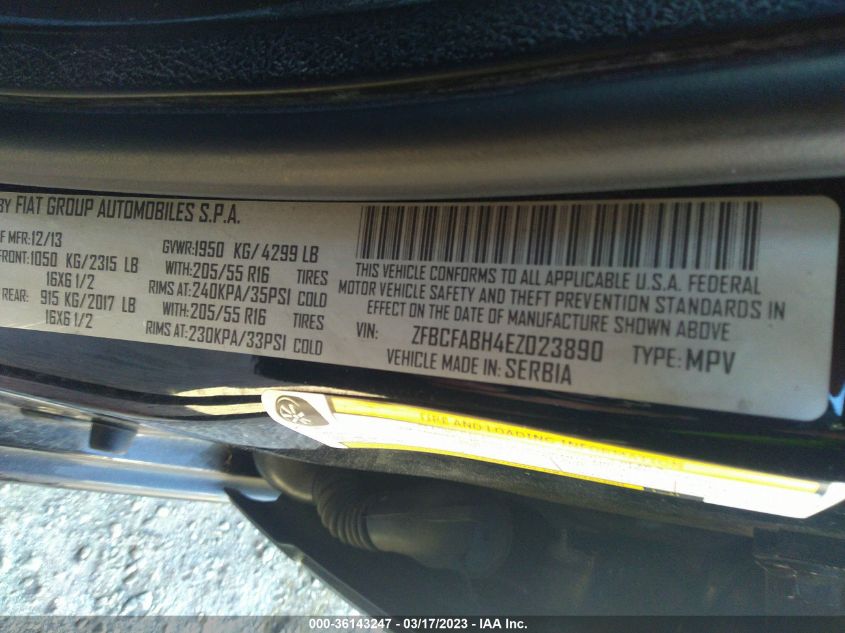 BY FIAT GROUP AUTOMOBILES S.P.A.
F MFR: 12/13 GVWR: 1950 KG/ 4299 LB
FRONT: 1050 KG/2315 LB WITH: 205/55 R16 TIRES
16X6 1/2 RIMS AT: 240KPA/35PSI COLD
REAR: 915 KG/2017 LB WITH: 205/55 R16 TIRES
16X6 1/2 RIMS AT: 230KPA/33PSI COLD
THIS VEHICLE CONFORMS TO ALL APPLICABLE U.S.A. FEDERAL
MOTOR VEHICLE SAFETY AND THEFT PREVENTION STANDARDS IN
EFFECT ON THE DATE OF MANUFACTURE SHOWN ABOVE
VIN: ZFBCFABH4EZ023890 TYPE: MPV
VEHICLE MADE IN: SERBIA
TIRE AND LOADING INFORMATION
000-36143247 - 03/17/2023 - IAA Inc.